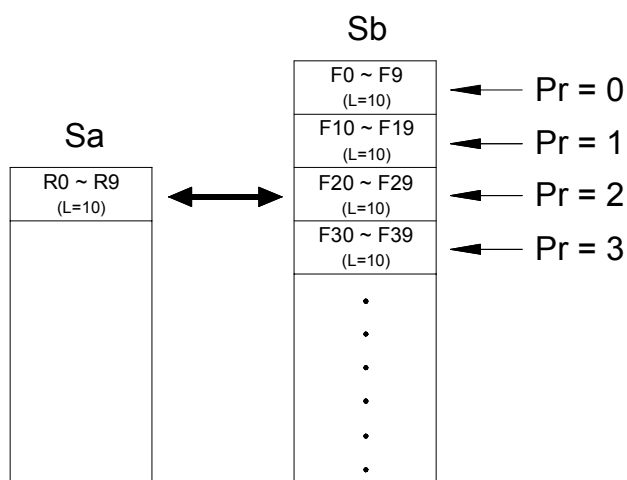 Sb
F0 ~ F9
(L=10)
Pr = 0
Sa
F10 ~ F19
(L=10)
Pr = 1
R0 ~ R9
(L=10)
F20 ~ F29
(L=10)
Pr = 2
F30 ~ F39
(L=10)
Pr = 3